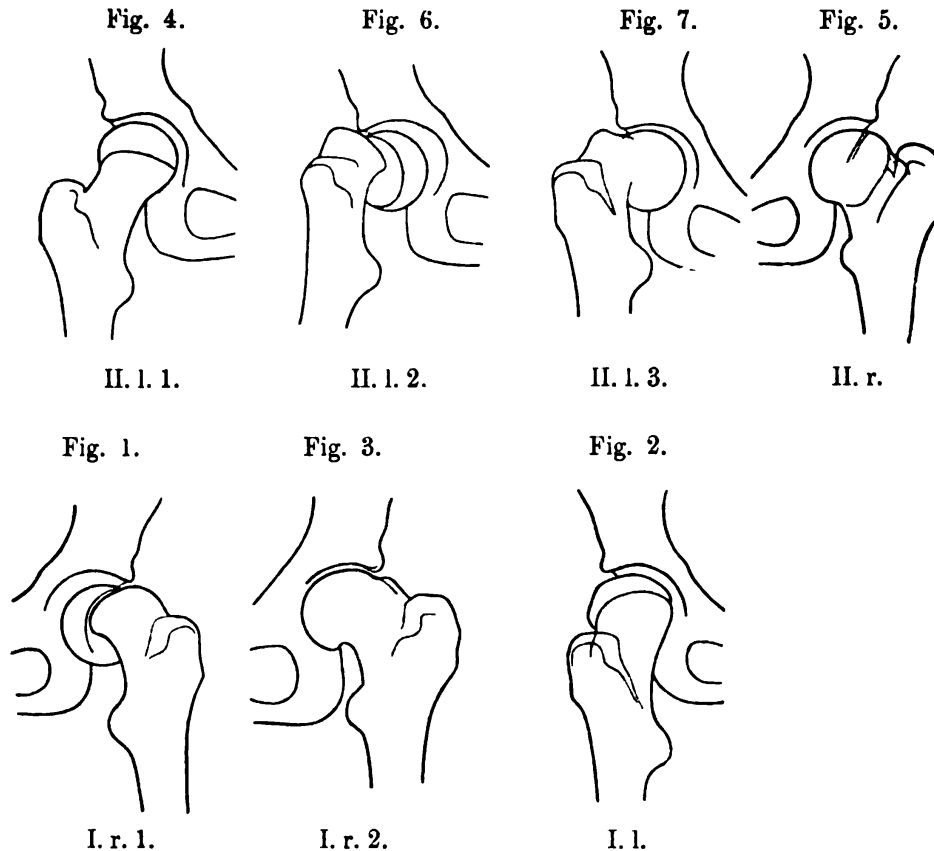 Fig. 4. Fig. 6. Fig. 7. Fig. 5.
II. l. 1. II. l. 2. II. l. 3. II. r.
Fig. 1. Fig. 3. Fig. 2.
I. r. 1. I. r. 2. I. l.